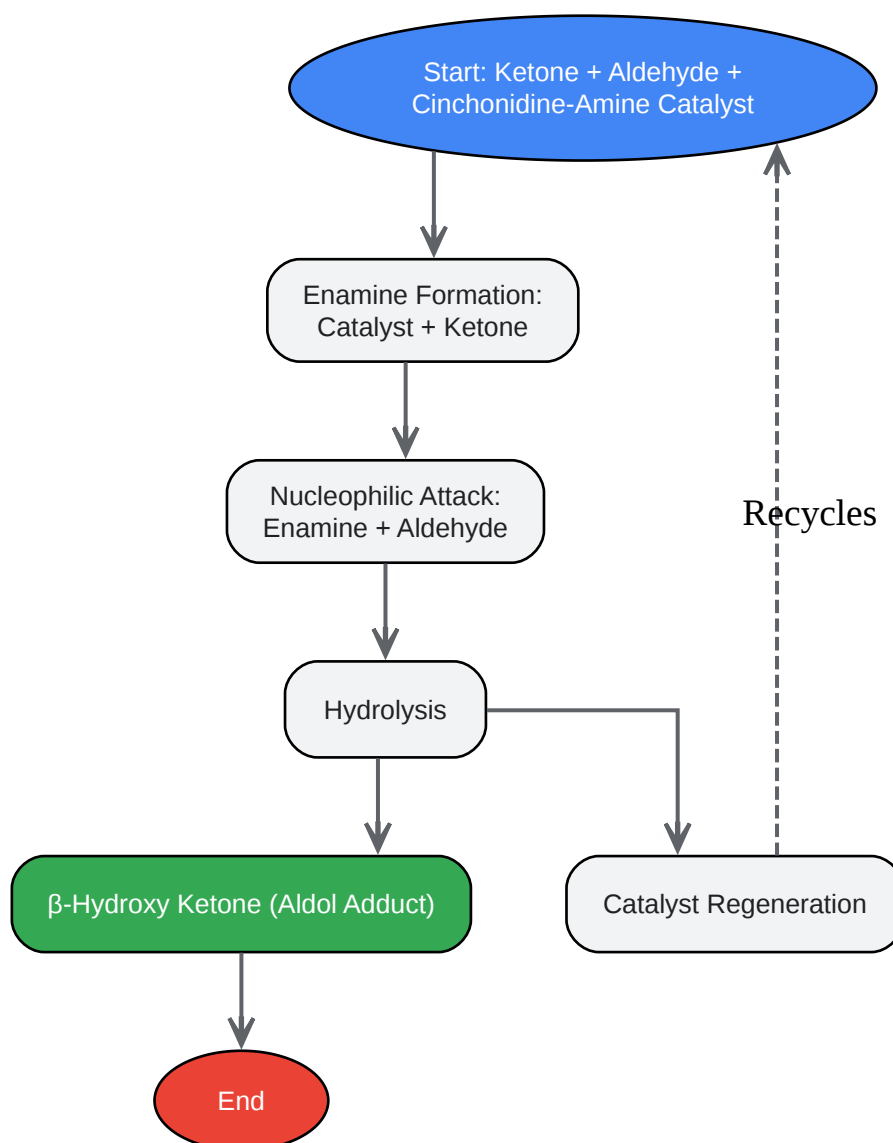 Start: Ketone + Aldehyde +
Cinchonidine-Amine Catalyst
Enamine Formation:
Catalyst + Ketone
Nucleophilic Attack:
Enamine + Aldehyde
Recycles
Hydrolysis
β-Hydroxy Ketone (Aldol Adduct)
Catalyst Regeneration
End